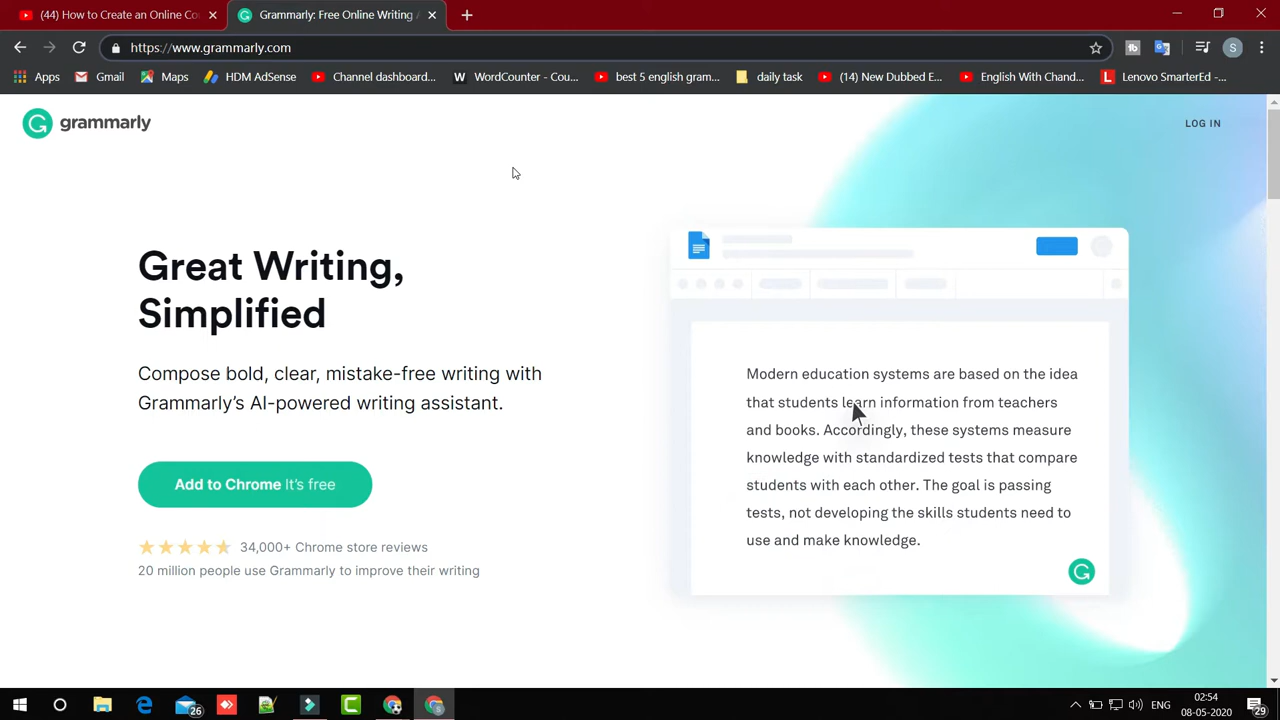 (44) How to Create an Online Co
Grammarly: Free Online Writing A
https://www.grammarly.com
S
Apps
Gmail
Maps
HDM AdSense
Channel dashboard...
W WordCounter - Cou...
best 5 english gram...
daily task
(14) New Dubbed E...
English With Chand...
L Lenovo SmarterEd -...
grammarly
LOG IN
Great Writing,
Simplified
Compose bold, clear, mistake-free writing with
Grammarly's AI-powered writing assistant.
Add to Chrome It's free
34,000+ Chrome store reviews
20 million people use Grammarly to improve their writing
Modern education systems are based on the idea
that students learn information from teachers
and books. Accordingly, these systems measure
knowledge with standardized tests that compare
students with each other. The goal is passing
tests, not developing the skills students need to
use and make knowledge.
26
ENG
02:54
08-05-2020
29